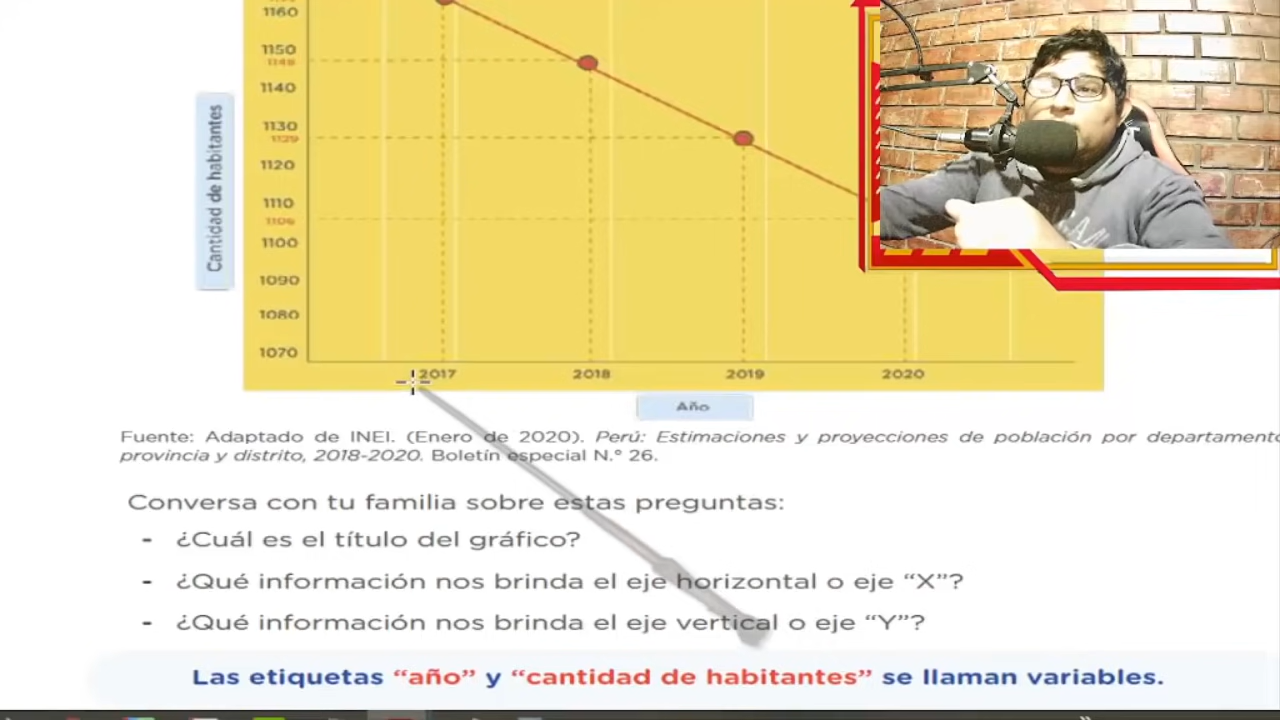 1160
1150
1148
1140
1130
1129
1120
1110
1106
1100
1090
1080
1070
Cantidad de habitantes
2017 2018 2019 2020
Año
Fuente: Adaptado de INEI. (Enero de 2020). Perú: Estimaciones y proyecciones de población por departamento
provincia y distrito, 2018-2020. Boletín especial N.° 26.
Conversa con tu familia sobre estas preguntas:
- ¿Cuál es el título del gráfico?
- ¿Qué información nos brinda el eje horizontal o eje “X”?
- ¿Qué información nos brinda el eje vertical o eje “Y”?
Las etiquetas “año” y “cantidad de habitantes” se llaman variables.